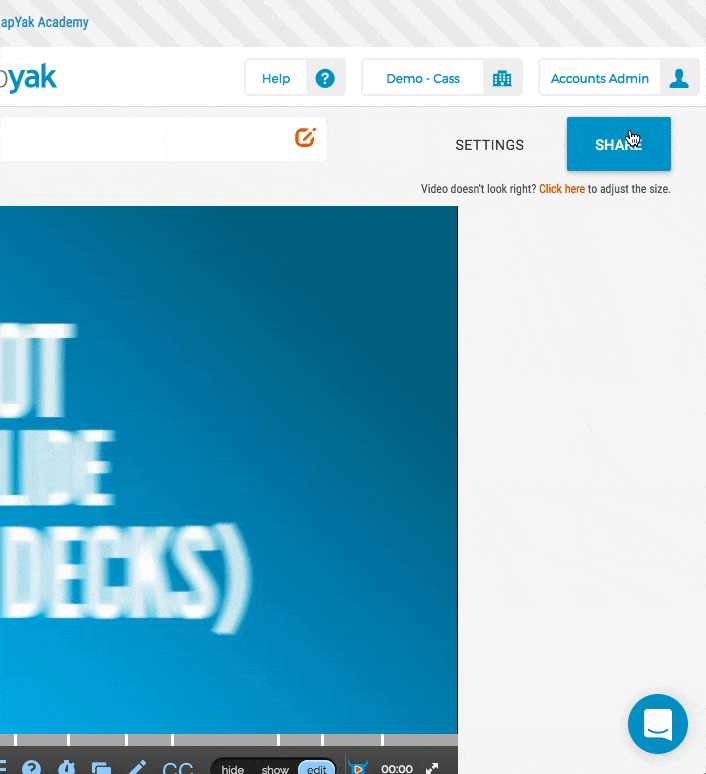 apYak Academy
yak
Help
Demo - Cass
Accounts Admin
SETTINGS
SHARE
Video doesn't look right? Click here to adjust the size.
OT
LIDE
DECKS)
CC
hide
show
edit
00:00